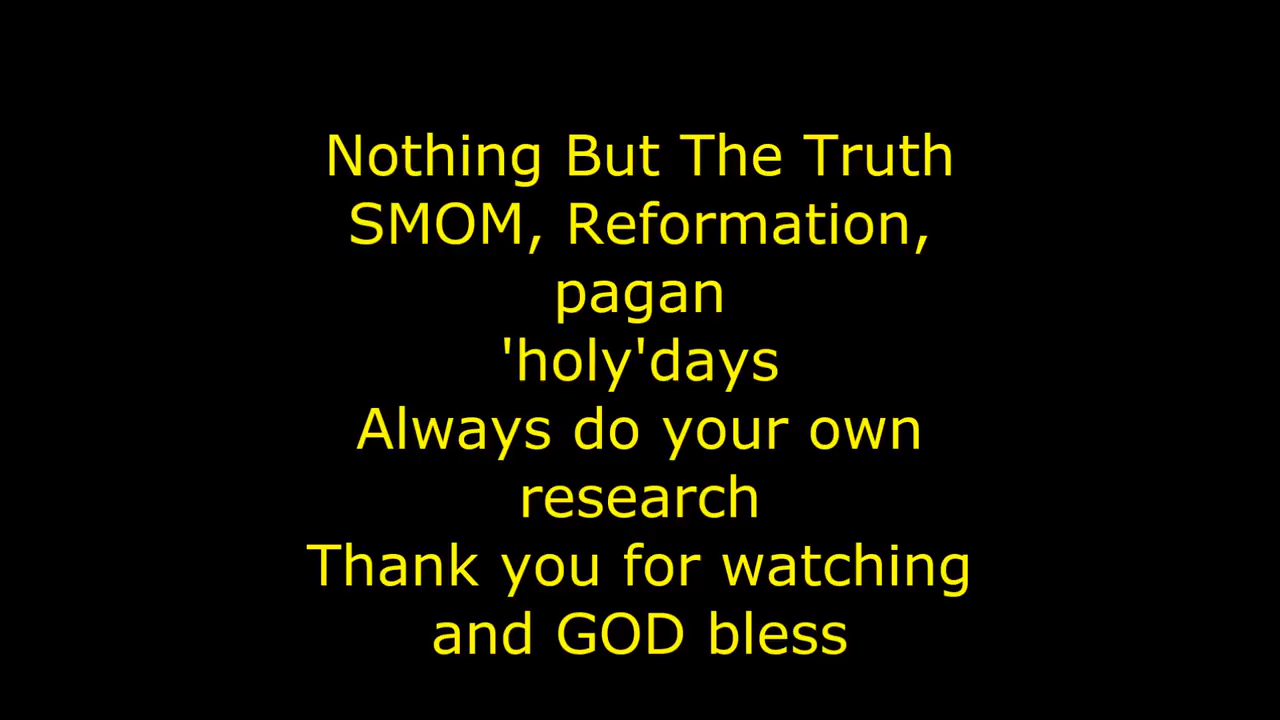 Nothing But The Truth
SMOM, Reformation,
pagan
'holy'days
Always do your own
research
Thank you for watching
and GOD bless